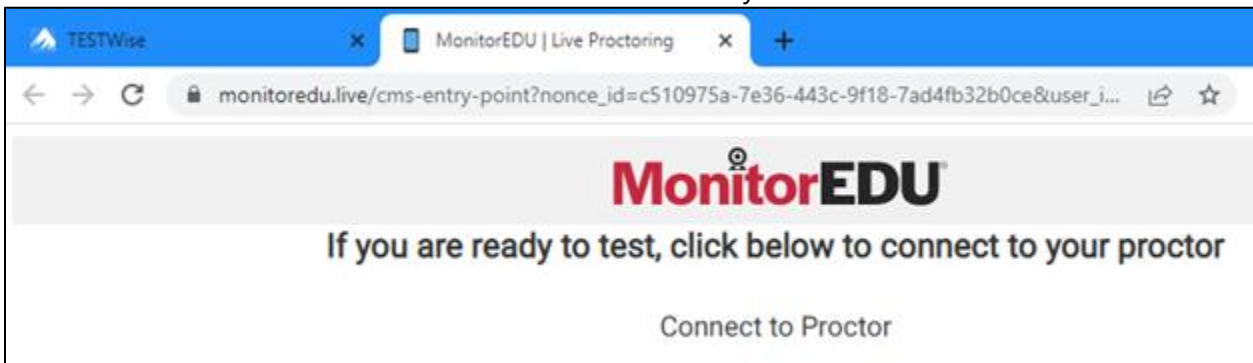 TESTWise
MonitorEDU | Live Proctoring
monitoredu.live/cms-entry-point?nonce_id=c510975a-7e36-443c-9f18-7ad4fb32b0ce&user_i...
MonitorEDU
If you are ready to test, click below to connect to your proctor
Connect to Proctor